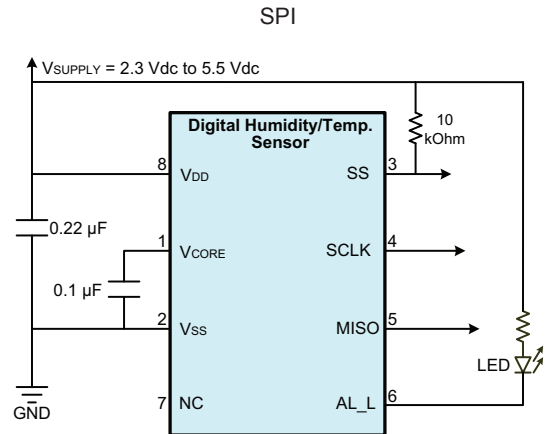 SPI
VSUPPLY = 2.3 Vdc to 5.5 Vdc
Digital Humidity/Temp.
Sensor
10
kOhm
8
VDD
SS
3
0.22 µF
1
VCORE
SCLK
4
0.1 µF
2
VSS
MISO
5
LED
GND
7
NC
AL_L
6